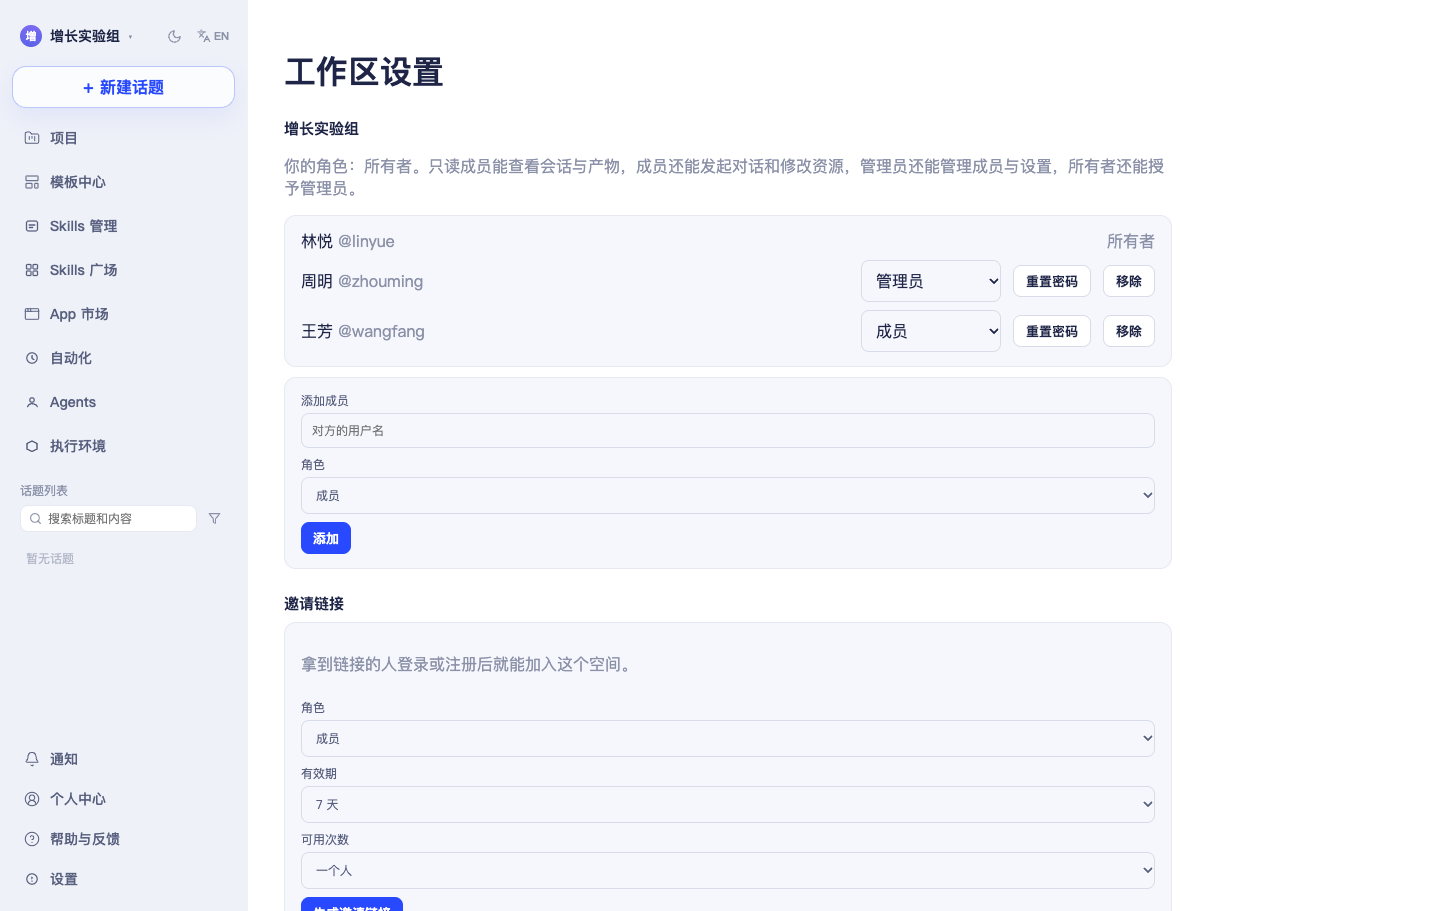 增 增长实验组 EN
+ 新建话题
项目
模板中心
Skills 管理
Skills 广场
App 市场
自动化
Agents
执行环境
话题列表
搜索标题和内容
暂无话题
通知
个人中心
帮助与反馈
设置
工作区设置
增长实验组
你的角色：所有者。只读成员能查看会话与产物，成员还能发起对话和修改资源，管理员还能管理成员与设置，所有者还能授
予管理员。
林悦 @linyue 所有者
周明 @zhouming 管理员 重置密码 移除
王芳 @wangfang 成员 重置密码 移除
添加成员
对方的用户名
角色
成员
添加
邀请链接
拿到链接的人登录或注册后就能加入这个空间。
角色
成员
有效期
7 天
可用次数
一个人
生成邀请链接